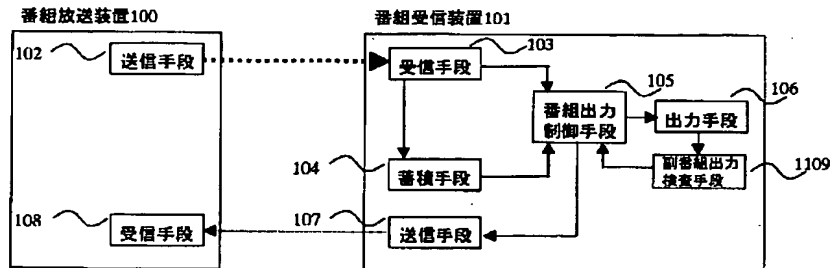 番組放送装置100
番組受信装置101
102
送信手段
103
受信手段
105
106
番組出力
制御手段
出力手段
104
蓄積手段
副番組出力
検査手段
1109
108
受信手段
107
送信手段